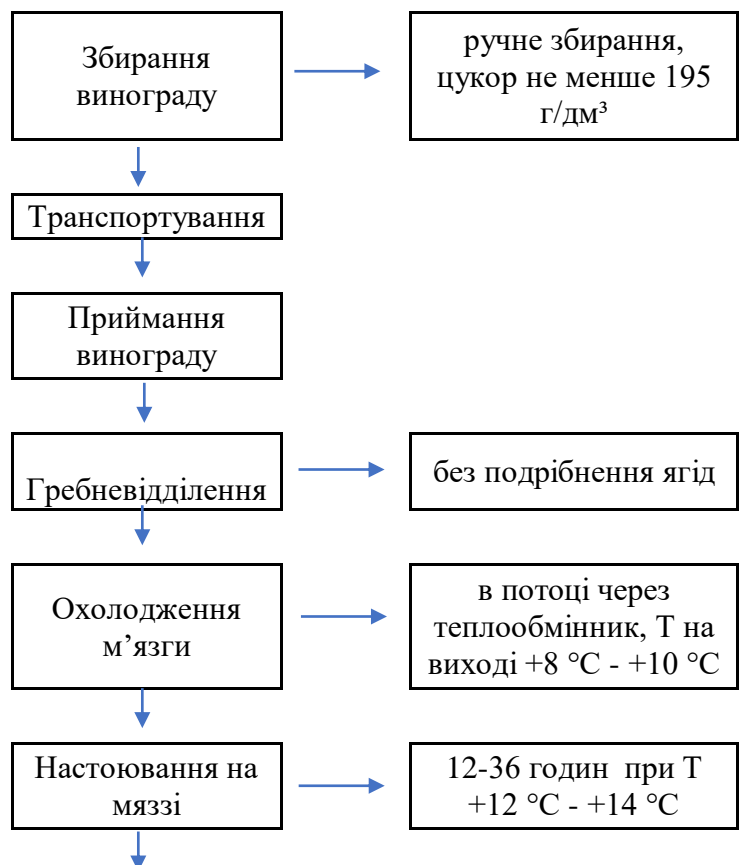 Збирання
винограду
ручне збирання,
цукор не менше 195
г/дм³
Транспортування
Приймання
винограду
Гребневідділення
без подрібнення ягід
Охолодження
м’язги
в потоці через
теплообмінник, Т на
виході +8 °С - +10 °С
Настоювання на
мяззі
12-36 годин при Т
+12 °С - +14 °С